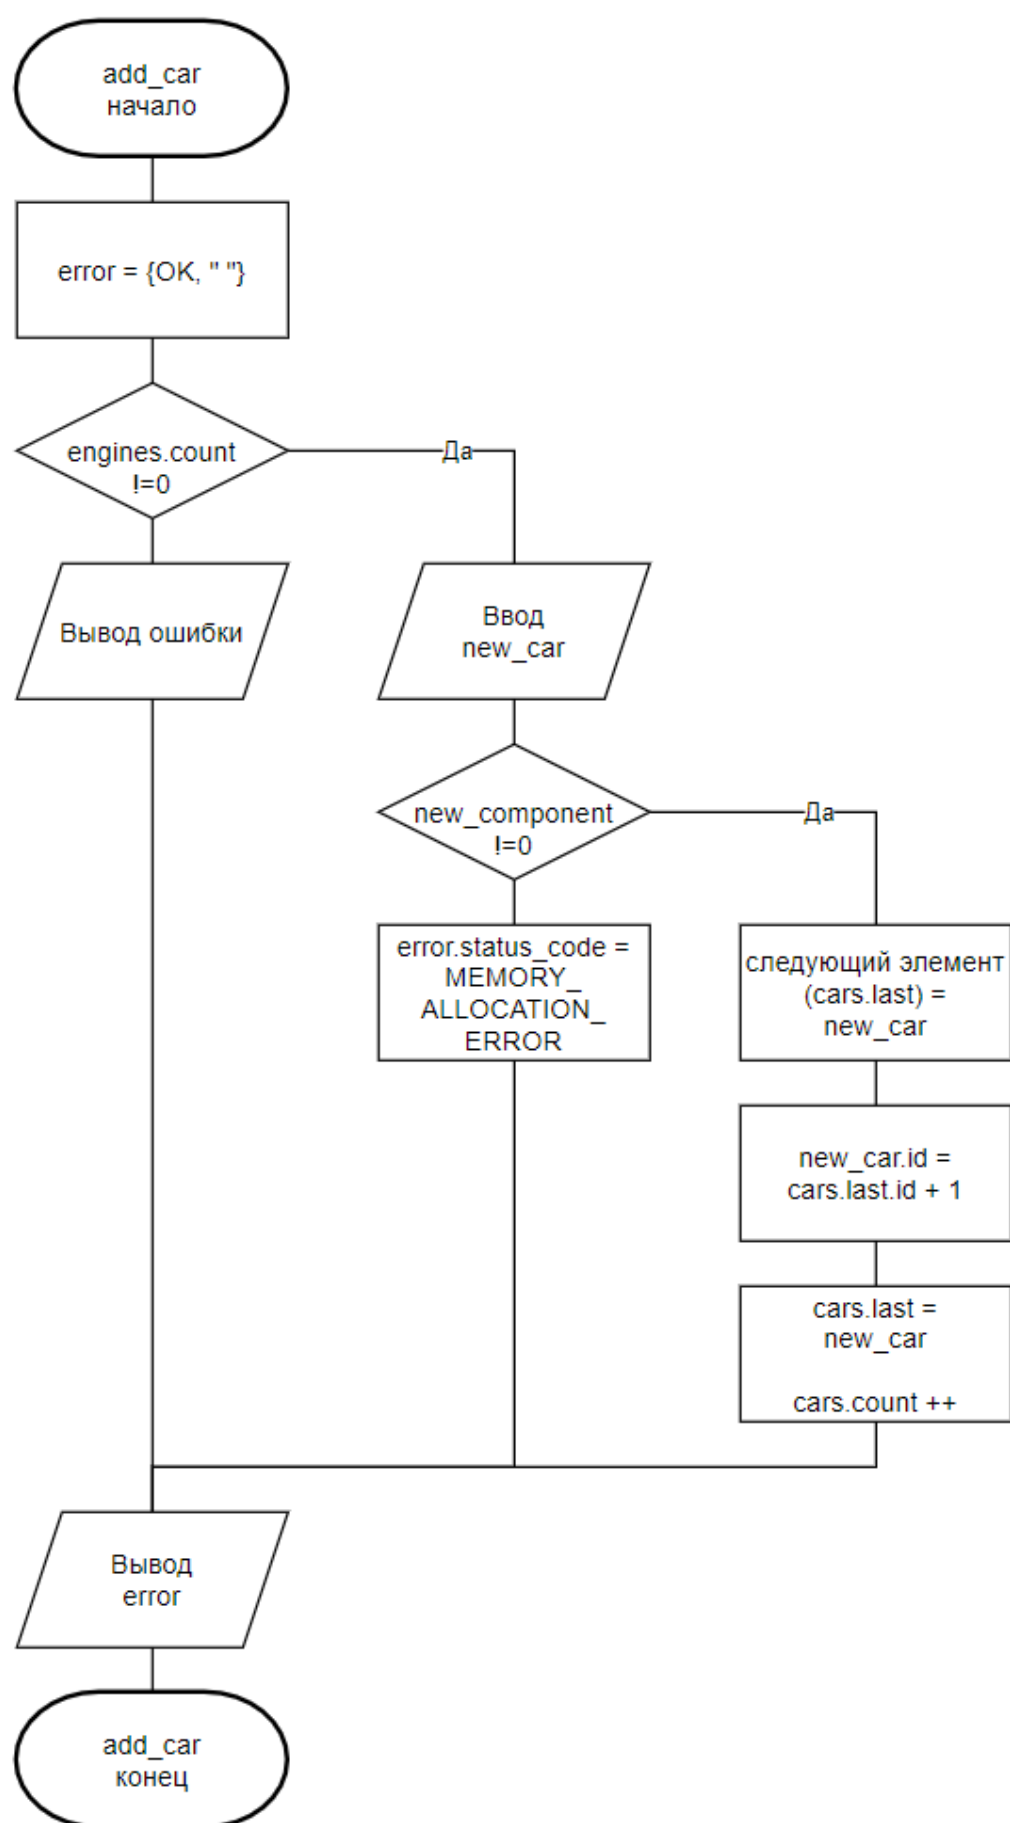 add_car
начало
error = {OK, " "}
engines.count
!=0
Да
Вывод ошибки
Ввод
new_car
new_component
!=0
Да
error.status_code =
MEMORY_
ALLOCATION_
ERROR
следующий элемент
(cars.last) =
new_car
new_car.id =
cars.last.id + 1
cars.last =
new_car
cars.count ++
Вывод
error
add_car
конец